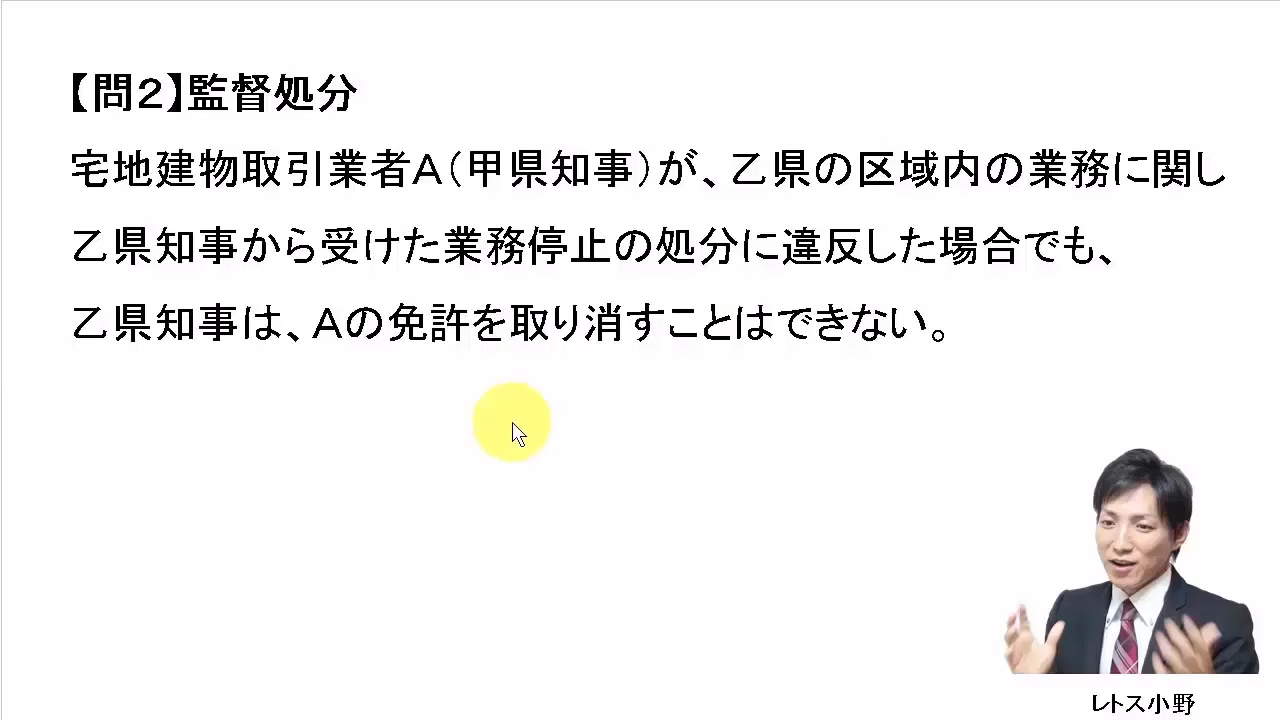 【問２】監督処分
宅地建物取引業者Ａ（甲県知事）が、乙県の区域内の業務に関し
乙県知事から受けた業務停止の処分に違反した場合でも、
乙県知事は、Ａの免許を取り消すことはできない。
レトス小野